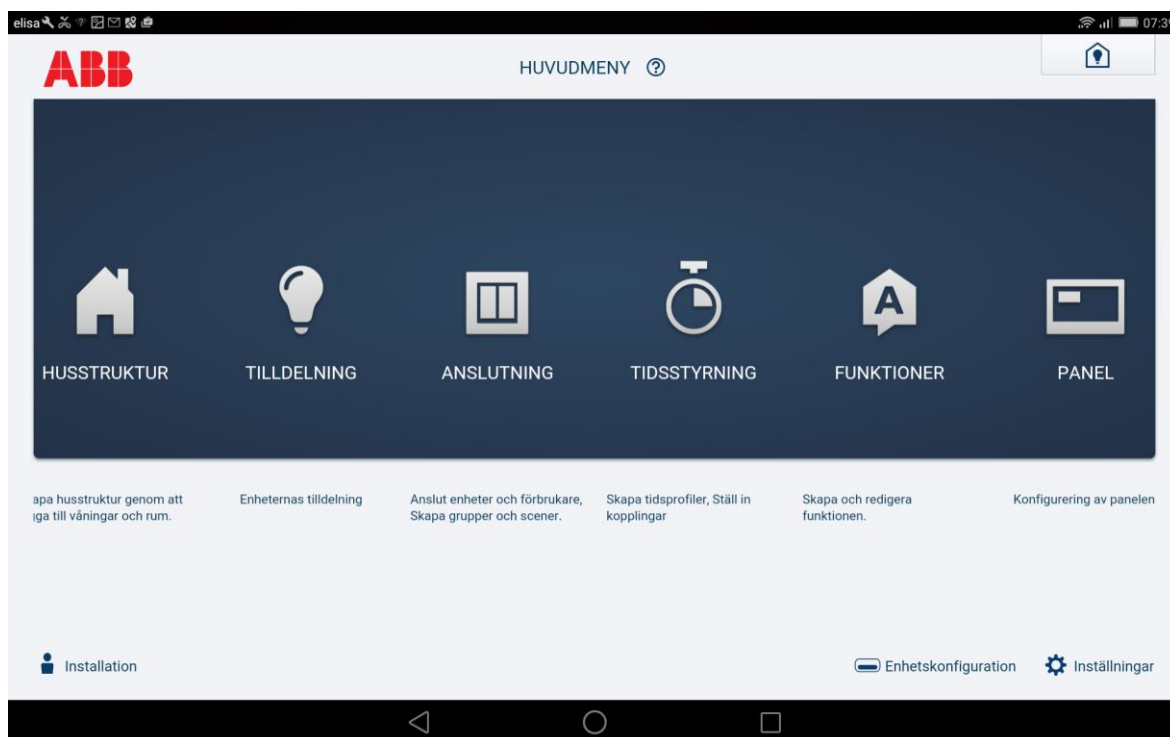 elisa
07:39
ABB
HUVUDMENY ?
A
HUSSTRUKTUR TILLDELNING ANSLUTNING TIDSSTYRNING FUNKTIONER PANEL
apa husstruktur genom att Enheternas tilldelning Anslut enheter och förbrukare, Skapa tidsprofiler, Ställ in Skapa och redigera Konfigurering av panelen
till våningar och rum. Skapa grupper och scener. kopplingar funktionen.
Installation Enhetskonfiguration Inställningar